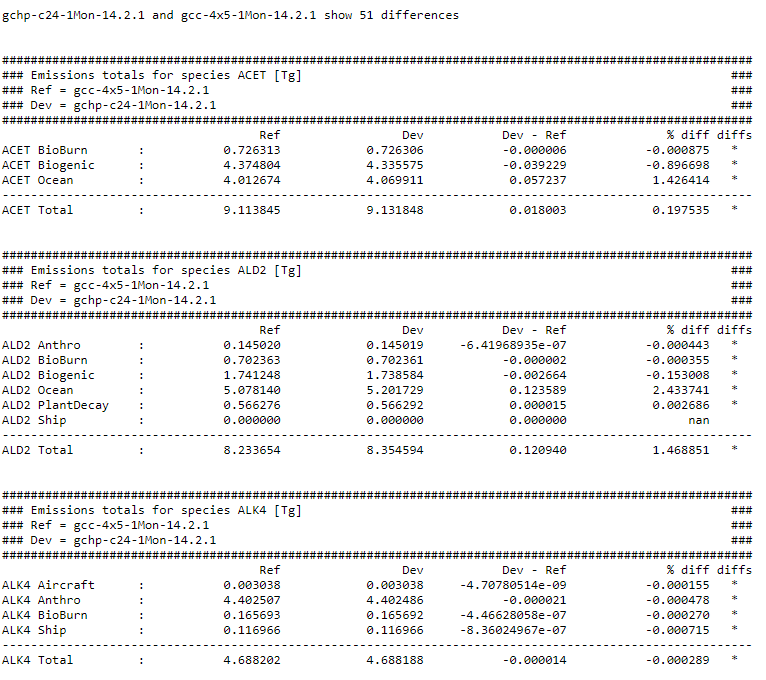 gchp-c24-1Mon-14.2.1 and gcc-4x5-1Mon-14.2.1 show 51 differences
#########################################################################################################
### Emissions totals for species ACET [Tg]                                                            ###
### Ref = gcc-4x5-1Mon-14.2.1                                                                         ###
### Dev = gchp-c24-1Mon-14.2.1                                                                        ###
#########################################################################################################
                                    Ref                 Dev            Dev - Ref              % diff diffs
ACET BioBurn       :           0.726313            0.726306            -0.000006           -0.000875   *
ACET Biogenic      :           4.374804            4.335575            -0.039229           -0.896698   *
ACET Ocean         :           4.012674            4.069911             0.057237            1.426414   *
---------------------------------------------------------------------------------------------------------
ACET Total         :           9.113845            9.131848             0.018003            0.197535   *
#########################################################################################################
### Emissions totals for species ALD2 [Tg]                                                            ###
### Ref = gcc-4x5-1Mon-14.2.1                                                                         ###
### Dev = gchp-c24-1Mon-14.2.1                                                                        ###
#########################################################################################################
                                    Ref                 Dev            Dev - Ref              % diff diffs
ALD2 Anthro        :           0.145020            0.145019      -6.41968935e-07           -0.000443   *
ALD2 BioBurn       :           0.702363            0.702361            -0.000002           -0.000355   *
ALD2 Biogenic      :           1.741248            1.738584            -0.002664           -0.153008   *
ALD2 Ocean         :           5.078140            5.201729             0.123589            2.433741   *
ALD2 PlantDecay    :           0.566276            0.566292             0.000015            0.002686   *
ALD2 Ship          :           0.000000            0.000000             0.000000                 nan
---------------------------------------------------------------------------------------------------------
ALD2 Total         :           8.233654            8.354594             0.120940            1.468851   *
#########################################################################################################
### Emissions totals for species ALK4 [Tg]                                                            ###
### Ref = gcc-4x5-1Mon-14.2.1                                                                         ###
### Dev = gchp-c24-1Mon-14.2.1                                                                        ###
#########################################################################################################
                                    Ref                 Dev            Dev - Ref              % diff diffs
ALK4 Aircraft      :           0.003038            0.003038      -4.70780514e-09           -0.000155   *
ALK4 Anthro        :           4.402507            4.402486            -0.000021           -0.000478   *
ALK4 BioBurn       :           0.165693            0.165692      -4.46628058e-07           -0.000270   *
ALK4 Ship          :           0.116966            0.116966      -8.36024967e-07           -0.000715   *
---------------------------------------------------------------------------------------------------------
ALK4 Total         :           4.688202            4.688188            -0.000014           -0.000289   *